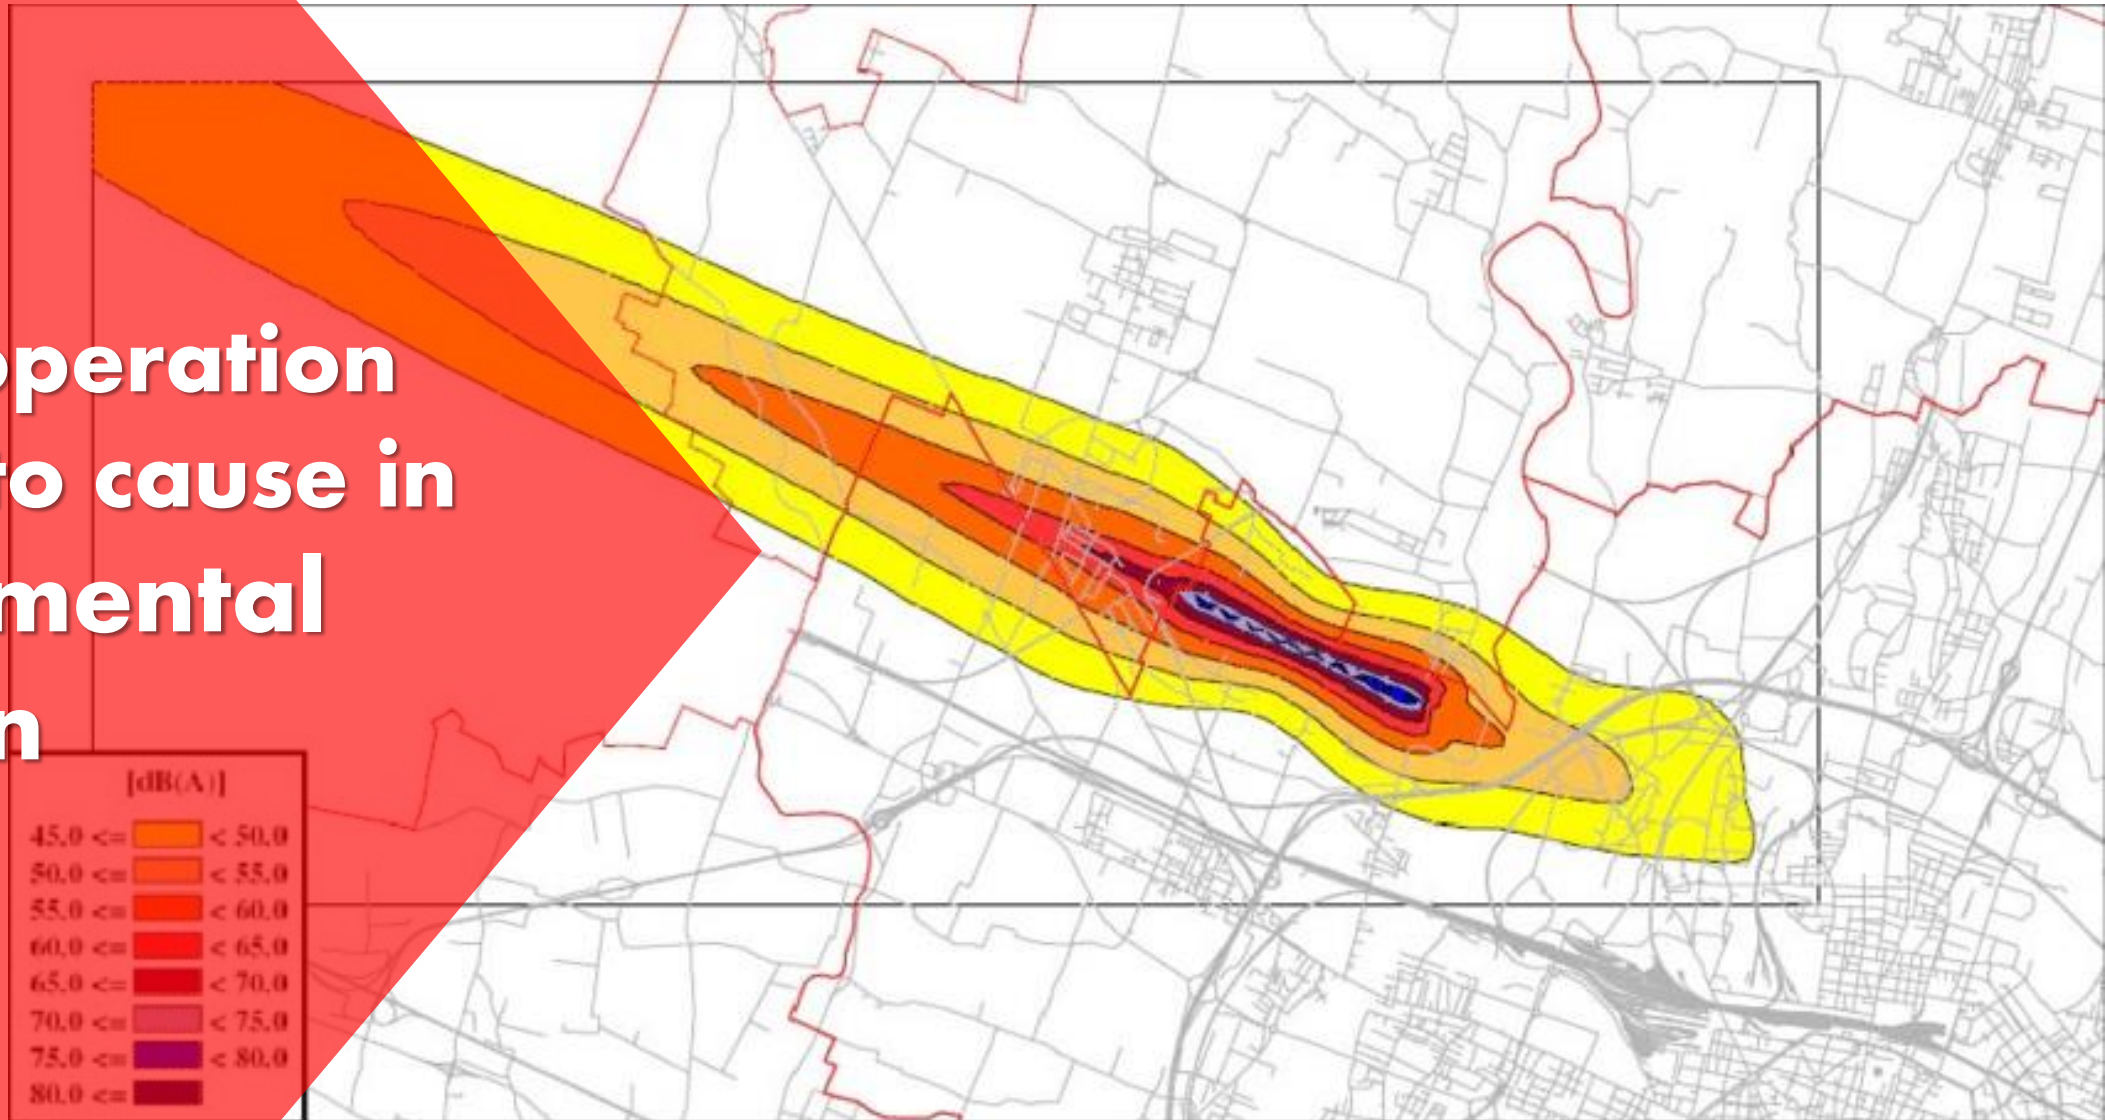 operation
to cause in
mental
n
[dB(A)]
45.0 <= < 50.0
50.0 <= < 55.0
55.0 <= < 60.0
60.0 <= < 65.0
65.0 <= < 70.0
70.0 <= < 75.0
75.0 <= < 80.0
80.0 <=